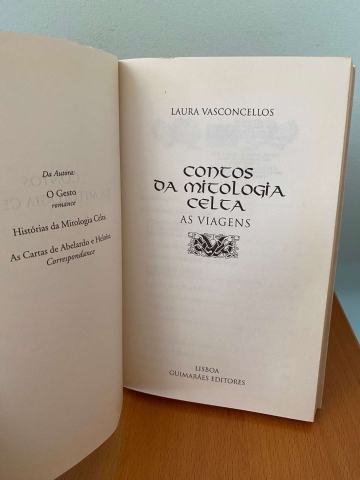 Da Autora:
O Gesto
romance
Histórias da Mitologia Celta
As Cartas de Abelardo e Heloísa
Correspondance
LAURA VASCONCELLOS
CONTOS
DA MITOLOGIA
CELTA
AS VIAGENS
LISBOA
GUIMARÃES EDITORES